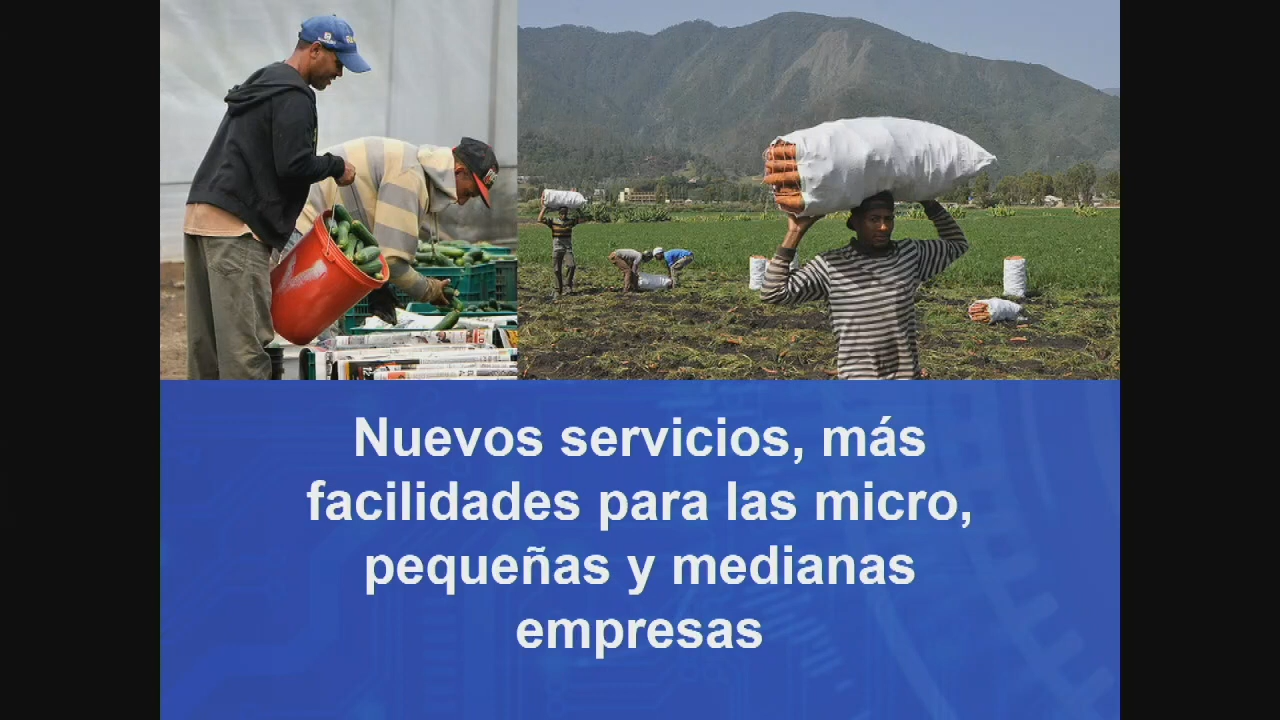 Nuevos servicios, más
facilidades para las micro,
pequeñas y medianas
empresas